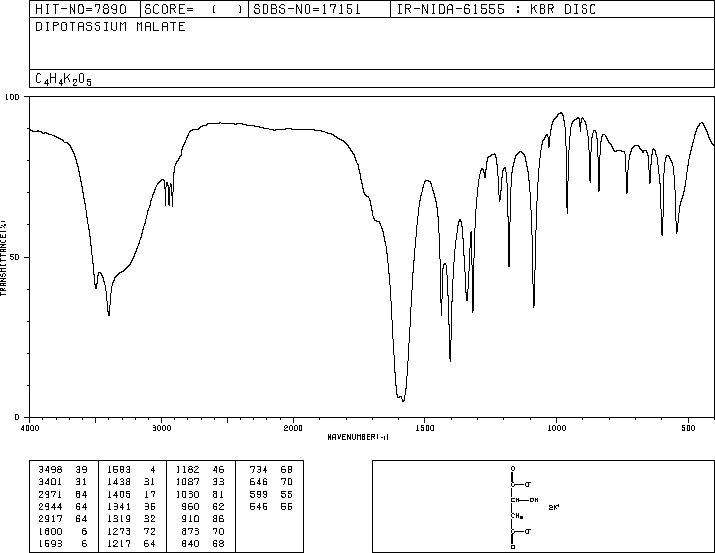 HIT-NO=7890 SCORE= ( ) SDBS-NO=17151 IR-NIDA-61555 : KBR DISC
DIPOTASSIUM MALATE
C4H4K2O5
100
50
0
TRANSMITTANCE(%)
4000 3000 2000 1500 1000 500
WAVENUMBER(-1)
3498 39 1583 4 1182 46 734 68
3401 31 1438 31 1087 33 646 70
2971 64 1405 17 1030 81 599 55
2944 64 1341 36 960 62 546 56
2917 64 1319 32 910 86
1600 6 1273 72 873 70
1593 6 1217 64 840 68
O
C—O-
CH—OH
2K+
CH2
C—O-
O